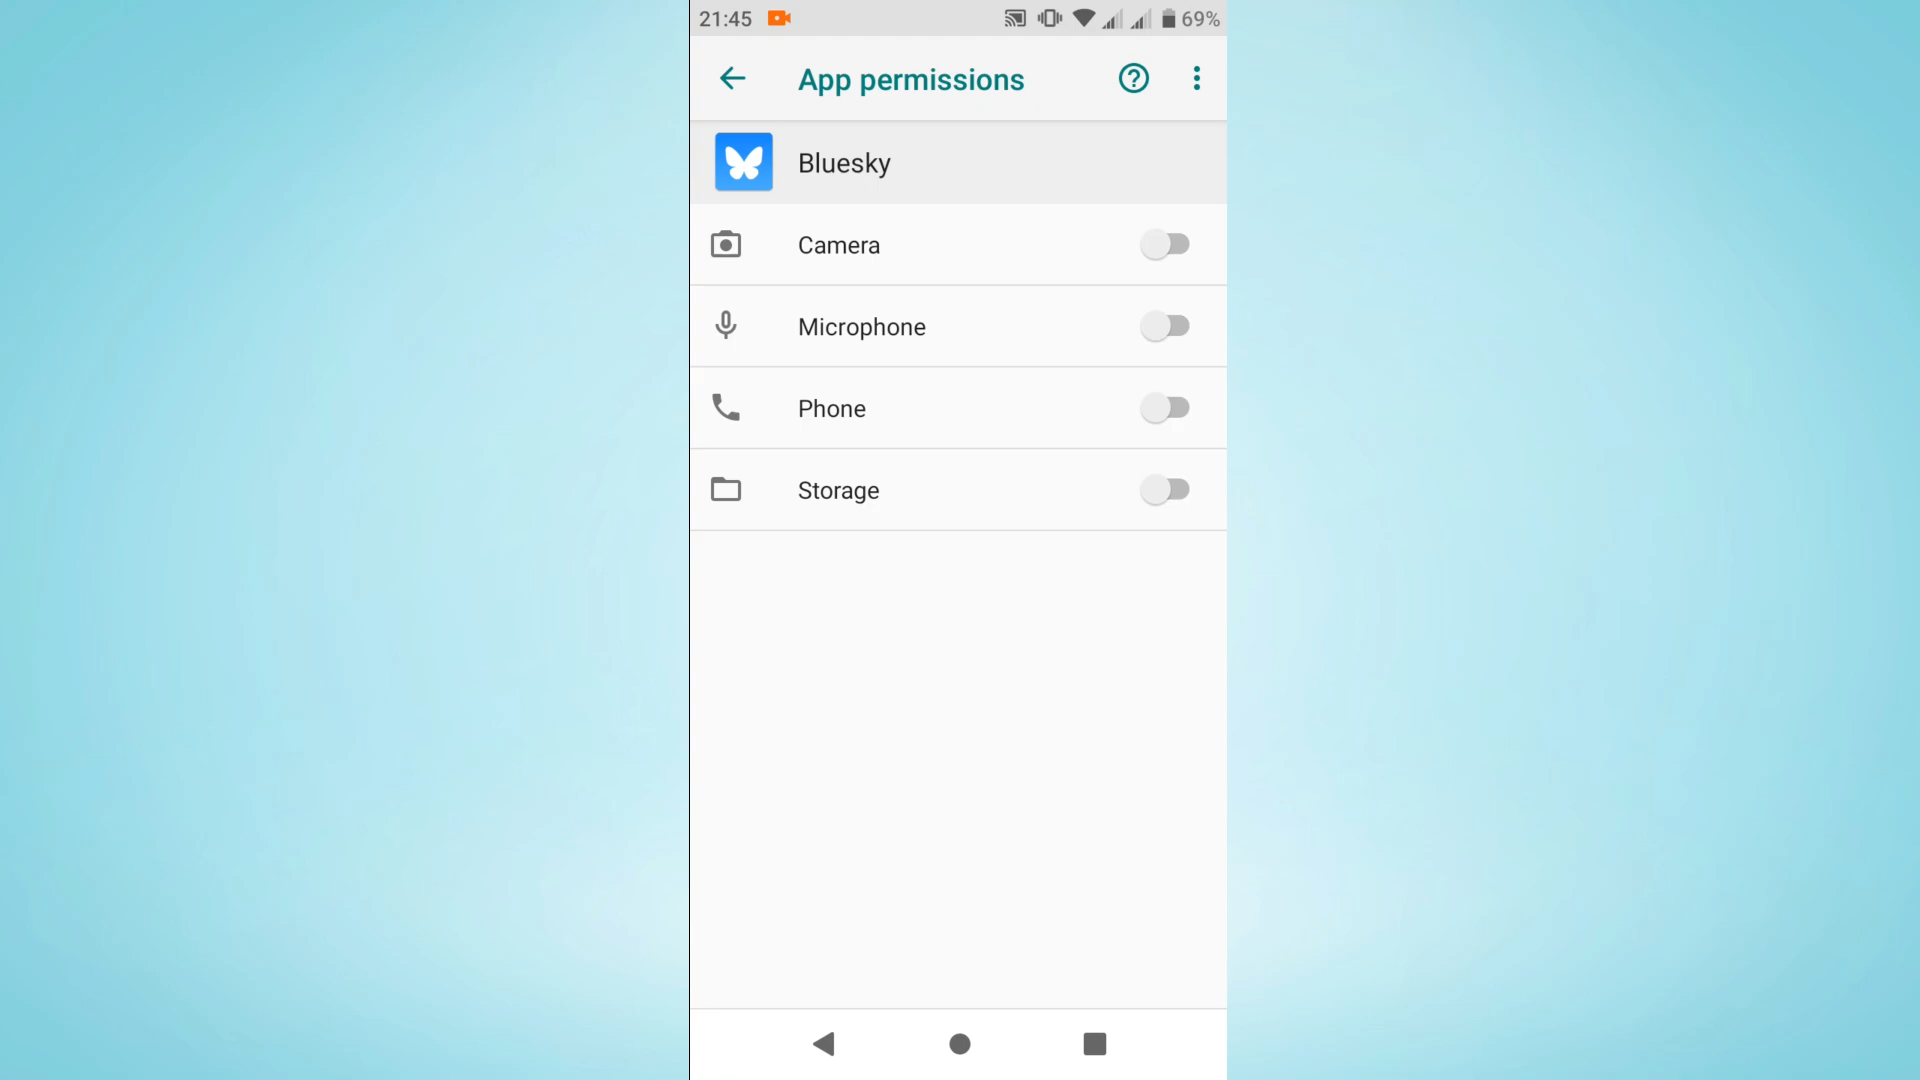 21:45 69%
App permissions
Bluesky
Camera
Microphone
Phone
Storage